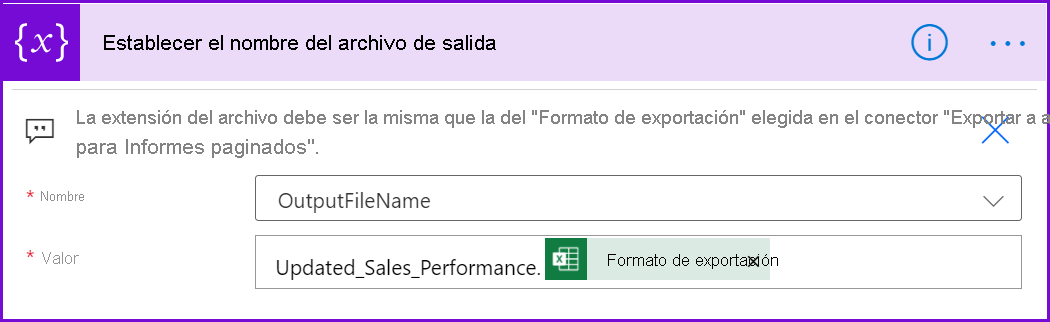 {x} Establecer el nombre del archivo de salida
La extensión del archivo debe ser la misma que la del "Formato de exportación" elegida en el conector "Exportar a a
para Informes paginados".
* Nombre OutputFileName
* Valor Updated_Sales_Performance. Formato de exportación